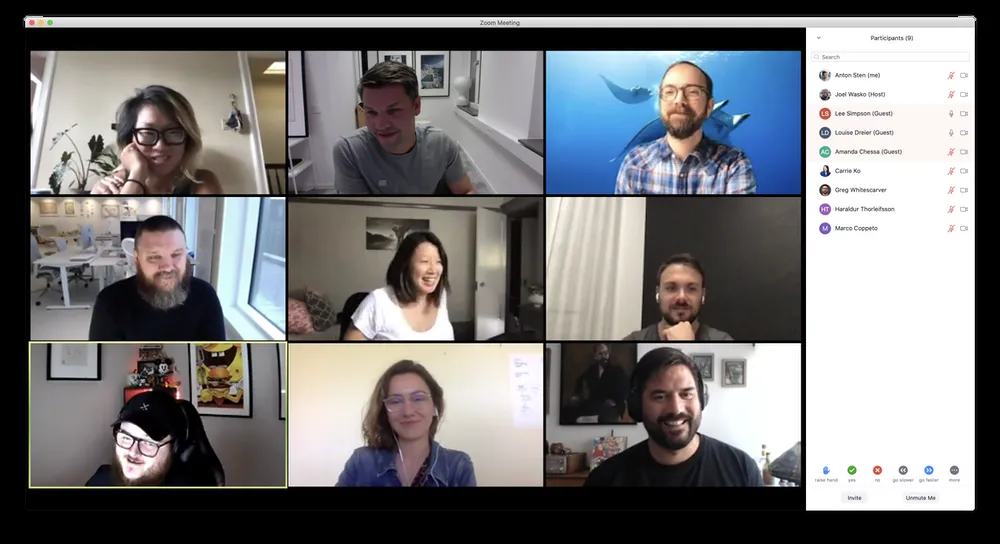 Zoom Meeting
Participants (9)
Search
Anton Sten (me)
Joel Wasko (Host)
LS Lee Simpson (Guest)
LD Louise Dreier (Guest)
AC Amanda Chessa (Guest)
Carrie Ko
Greg Whitescarver
HT Haraldur Thorleifsson
M Marco Coppeto
raise hand yes no go slower go faster more
Invite Unmute Me